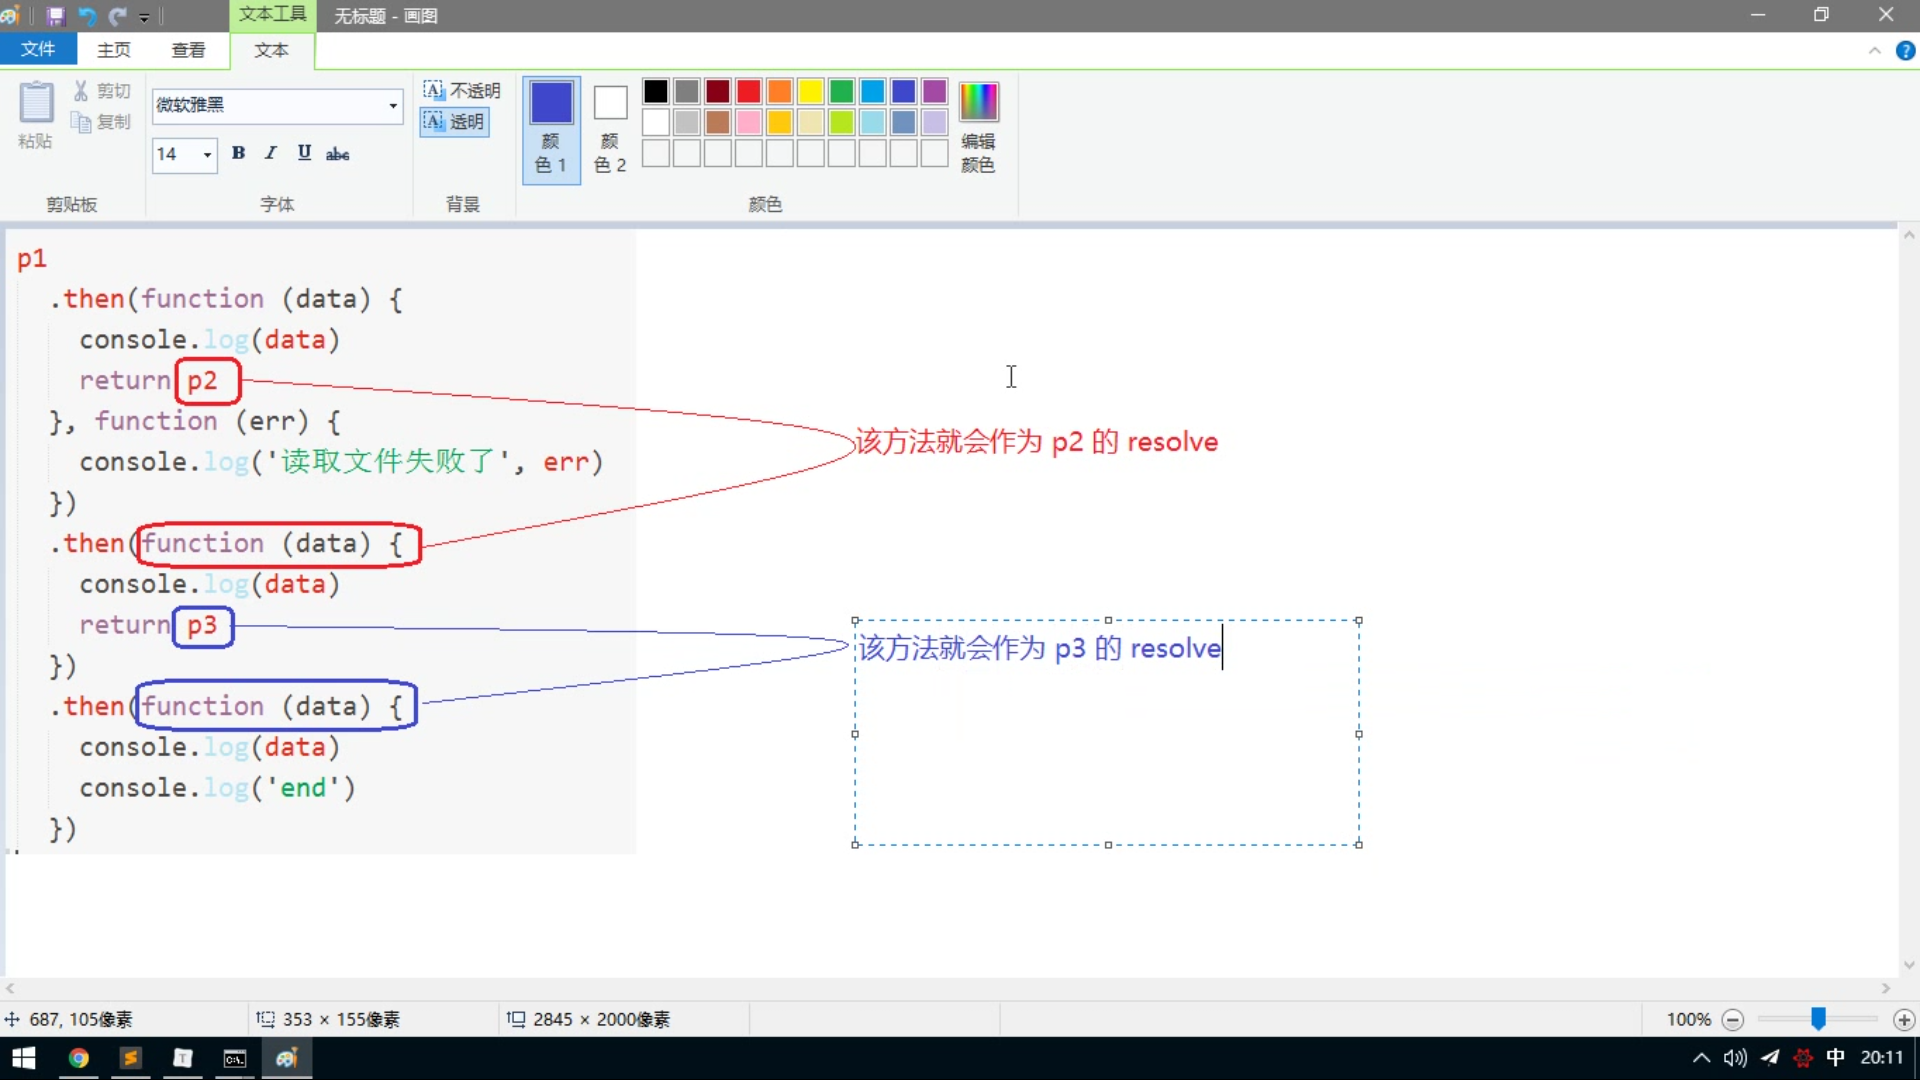 文本工具
无标题 - 画图
文件 主页 查看 文本
粘贴
剪切
复制
剪贴板
微软雅黑
14
B I U abc
字体
不透明
透明
背景
颜色 1
颜色 2
编辑颜色
颜色
p1
.then(function (data) {
console.log(data)
return p2
}, function (err) {
console.log('读取文件失败了', err)
})
.then(function (data) {
console.log(data)
return p3
})
.then(function (data) {
console.log(data)
console.log('end')
})
该方法就会作为 p2 的 resolve
该方法就会作为 p3 的 resolve
687, 105像素
353 × 155像素
2845 × 2000像素
100%
中
20:11